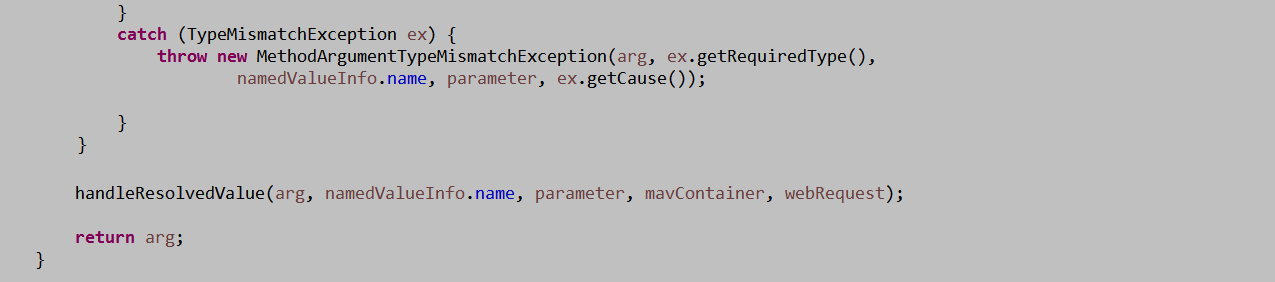 }
catch (TypeMismatchException ex) {
throw new MethodArgumentTypeMismatchException(arg, ex.getRequiredType(),
namedValueInfo.name, parameter, ex.getCause());
}
}
handleResolvedValue(arg, namedValueInfo.name, parameter, mavContainer, webRequest);
return arg;
}